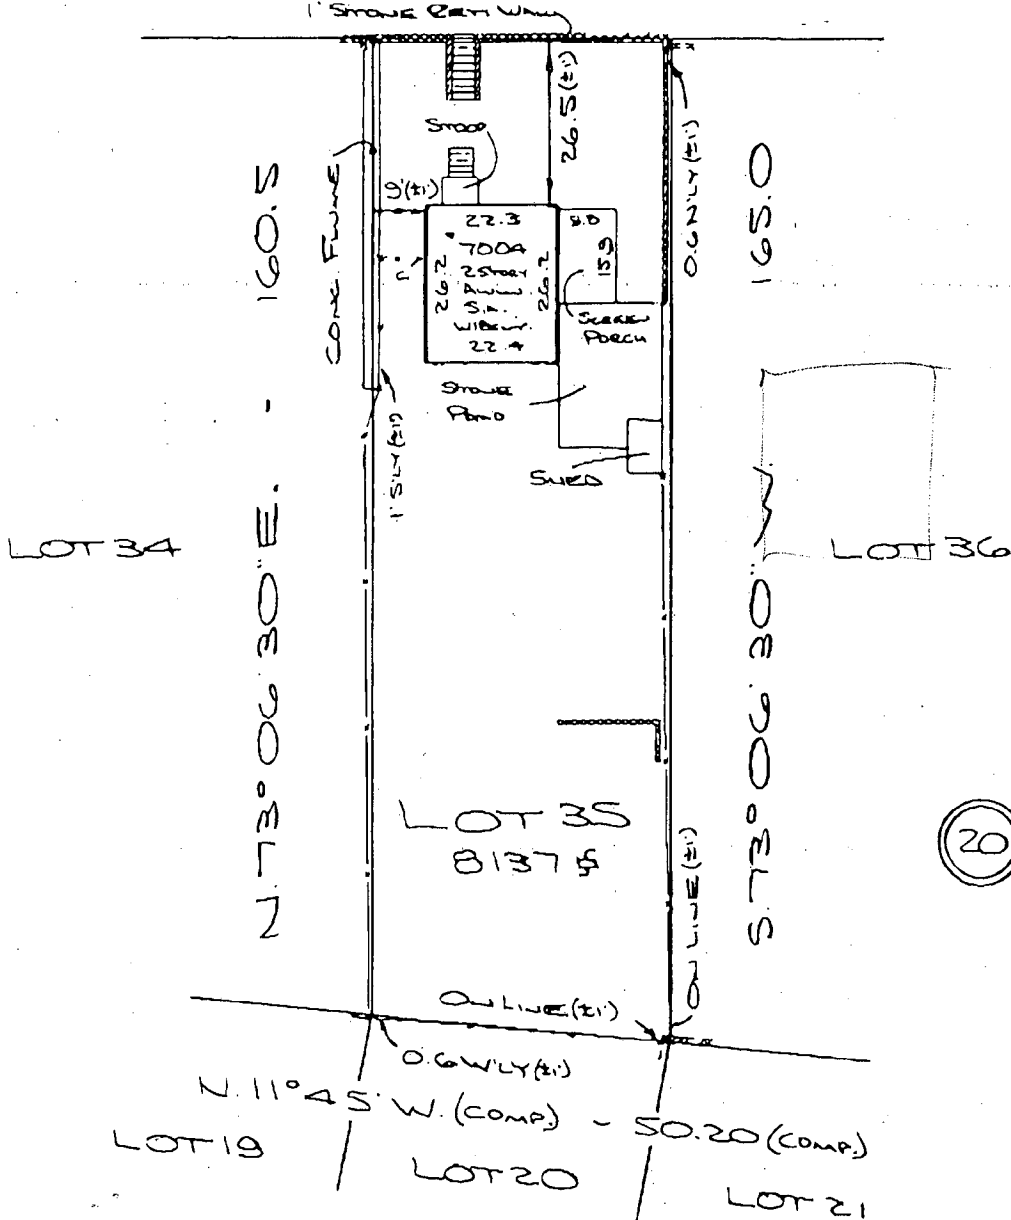 1' STONE RET'G WALL
26.5 (±1')
STOOP
9' (±1')
CONC. FLUME
0.6 N'LY (±1')
160.5
165.0
22.3
7004
2 STORY
26.2
26.2
22.4
8.0
15.9
SCREEN
PORCH
STONE
PATIO
SHED
1' S'LY (±1')
LOT 34
LOT 36
N. 73° 06' 30" E. -
S. 73° 06' 30" W
LOT 35
8137
20
ON LINE (±1')
ON LINE (±1')
0.6 W'LY (±1')
N. 11° 45' W. (COMP.) - 50.20 (COMP.)
LOT 19
LOT 20
LOT 21